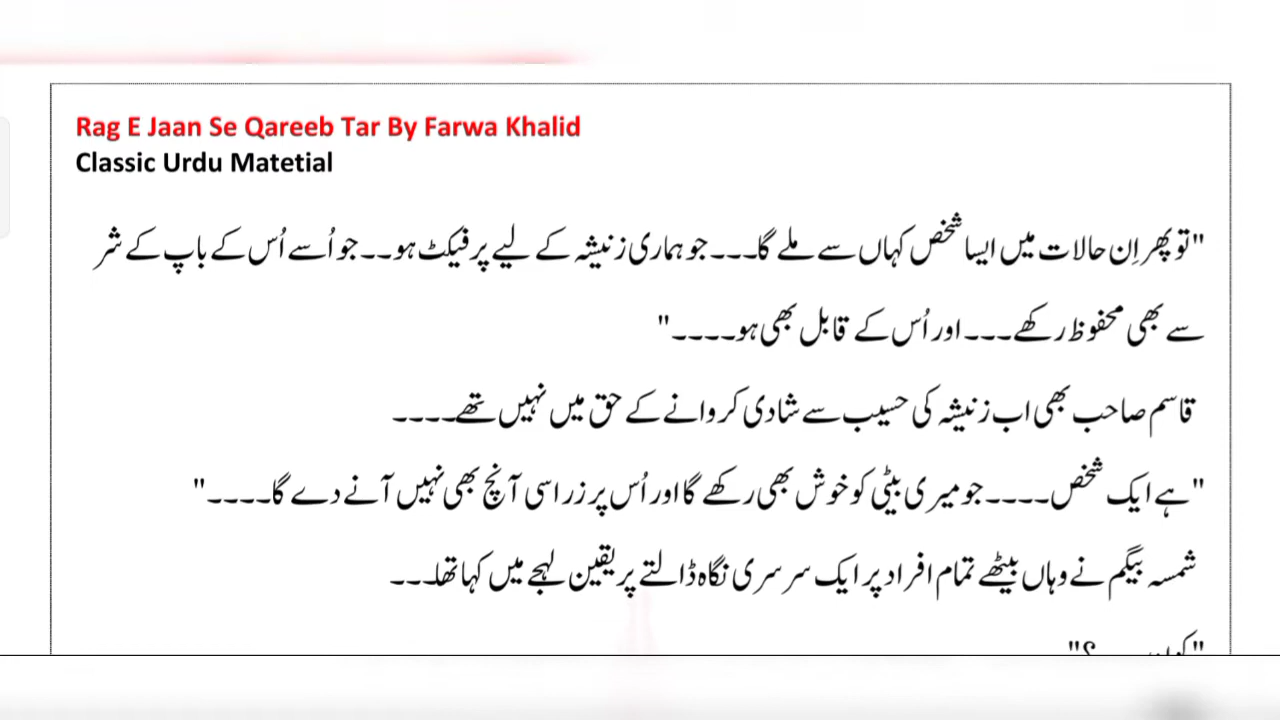 Rag E Jaan Se Qareeb Tar By Farwa Khalid
Classic Urdu Matetial
"تو پھر اِن حالات میں ایسا شخص کہاں سے ملے گا۔۔۔ جو ہماری زنیشہ کے لیے پرفیکٹ ہو۔۔ جو اُسے اُس کے باپ کے شر
سے بھی محفوظ رکھے۔۔۔ اور اُس کے قابل بھی ہو۔۔۔۔"
قاسم صاحب بھی اب زنیشہ کی حسیب سے شادی کروانے کے حق میں نہیں تھے۔۔۔۔
"ہے ایک شخص۔۔۔۔ جو میری بیٹی کو خوش بھی رکھے گا اور اُس پر زرا سی آنچ بھی نہیں آنے دے گا۔۔۔۔"
شمسہ بیگم نے وہاں بیٹھے تمام افراد پر ایک سرسری نگاہ ڈالتے پر یقین لہجے میں کہا تھا۔۔۔